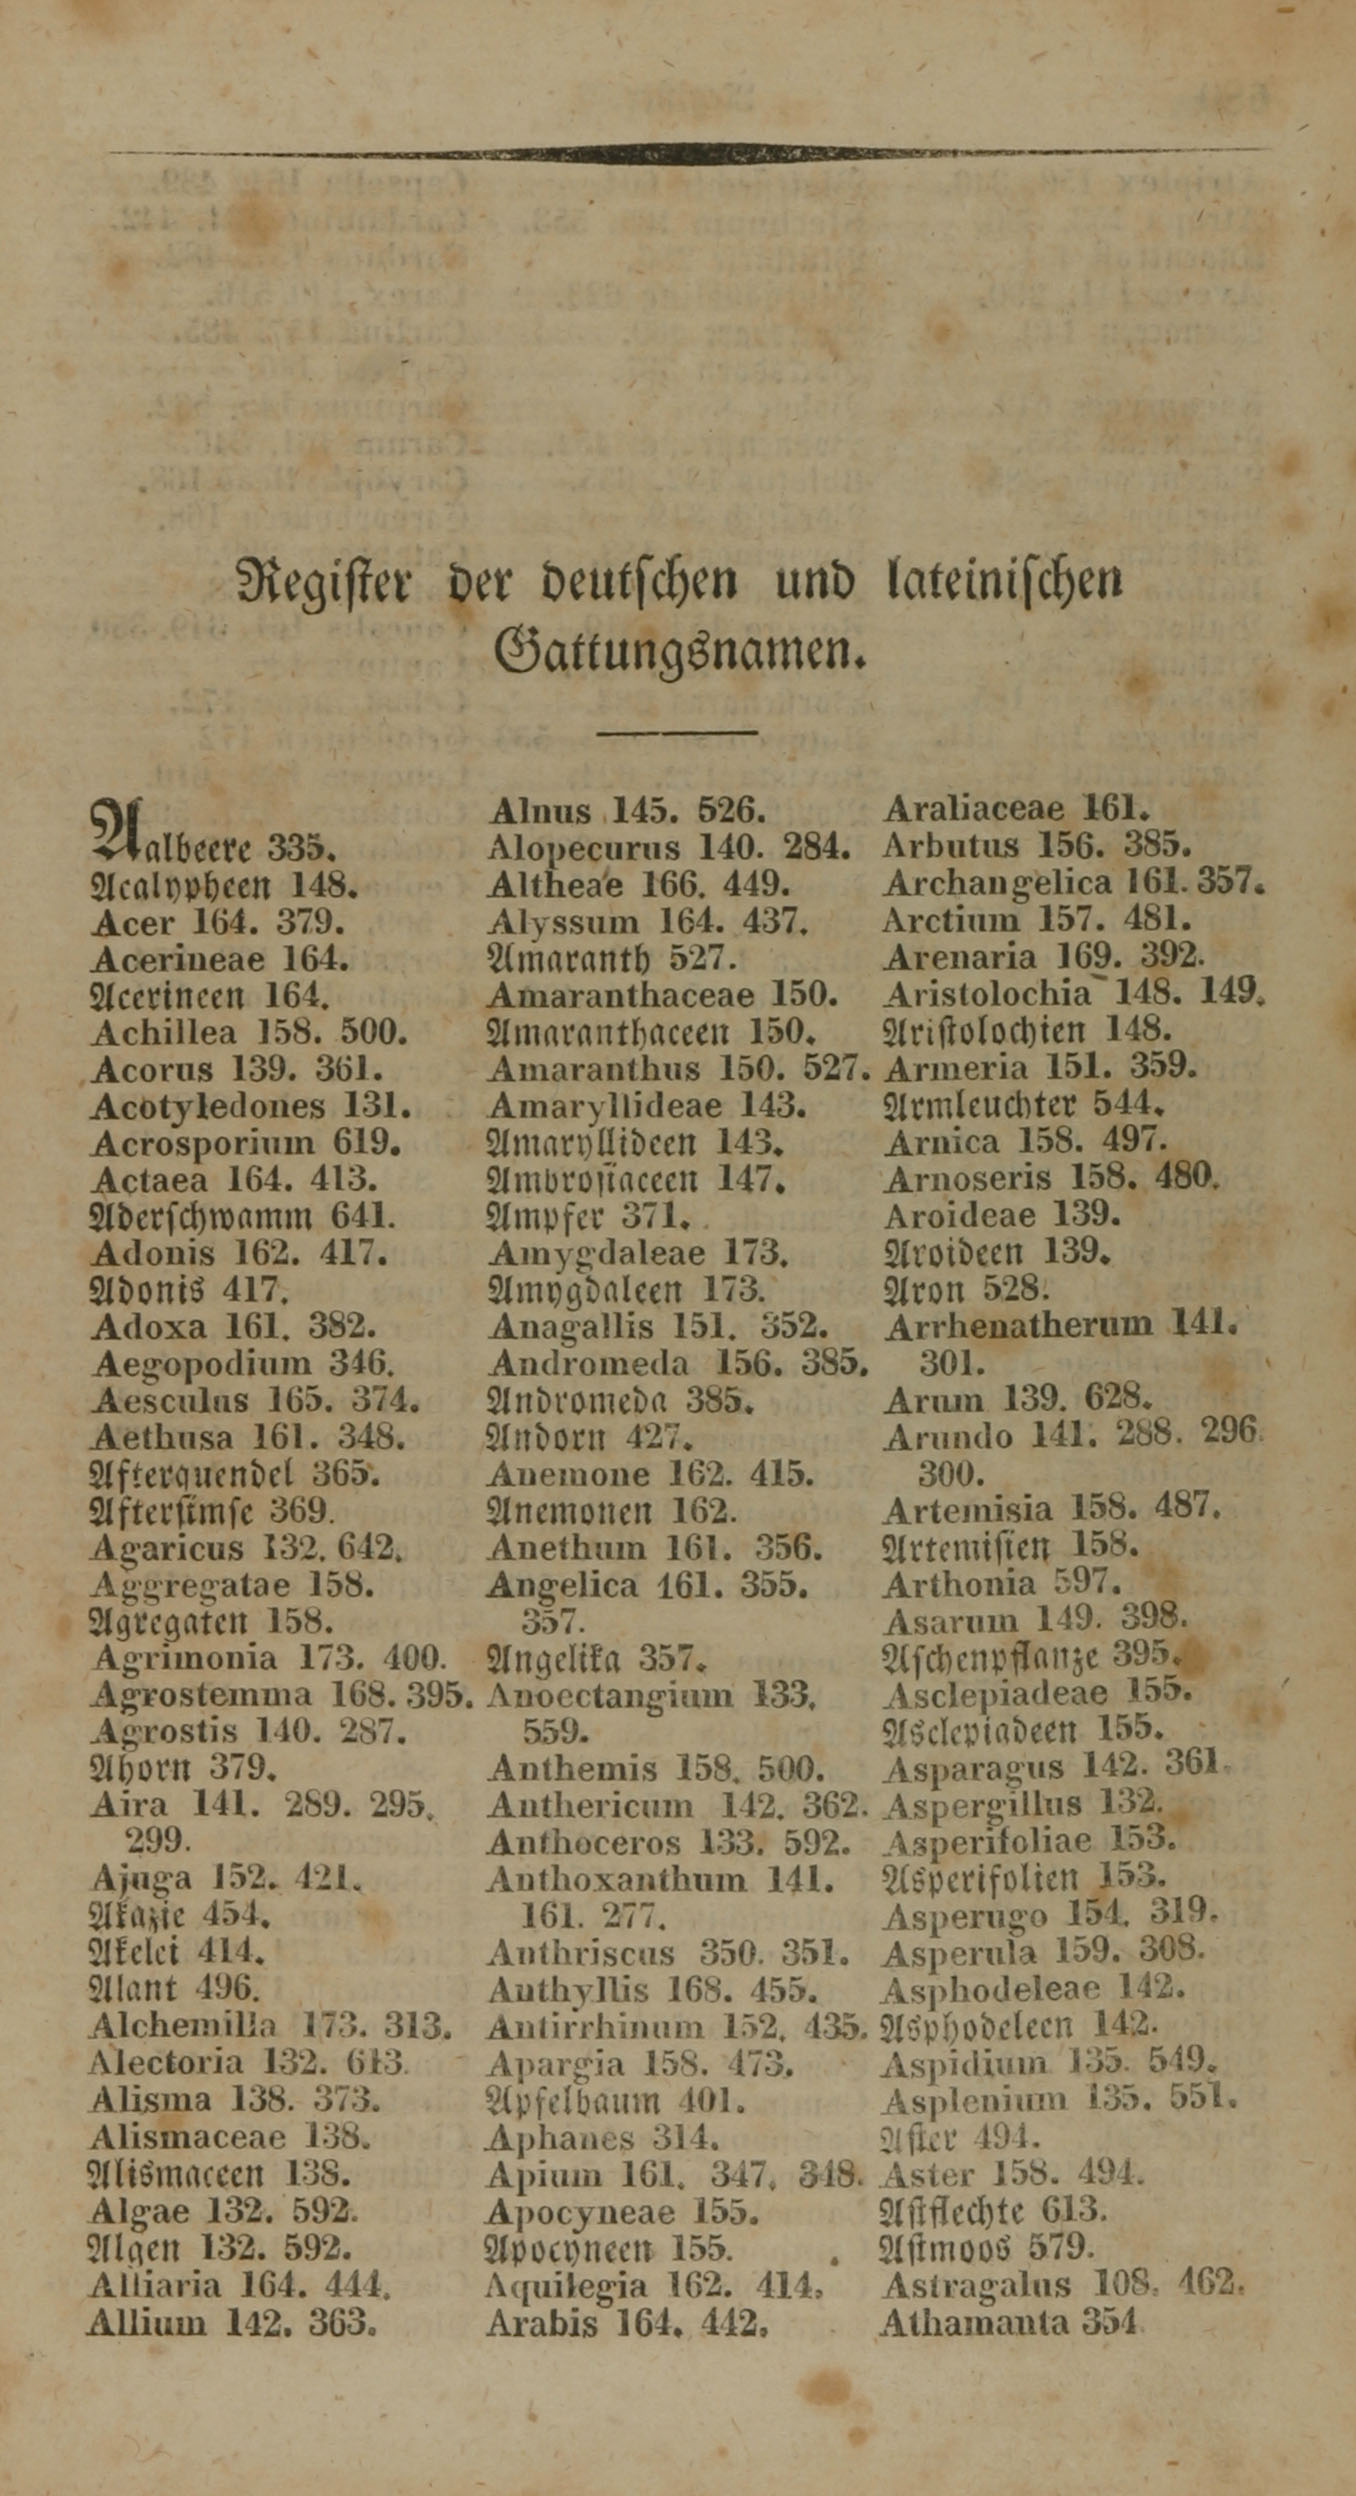 Register der deutschen und lateinischen
Gattungsnamen.
Aalbeere 335.
Acalypheen 148.
Acer 164. 379.
Acerineae 164.
Acerineen 164.
Achillea 158. 500.
Acorus 139. 361.
Acotyledones 131.
Acrosporium 619.
Actaea 164. 413.
Aderschwamm 641.
Adonis 162. 417.
Adonis 417.
Adoxa 161. 382.
Aegopodium 346.
Aesculus 165. 374.
Aethusa 161. 348.
Afterquendel 365.
Aftersimse 369.
Agaricus 132. 642.
Aggregatae 158.
Agregaten 158.
Agrimonia 173. 400.
Agrostemma 168. 395.
Agrostis 140. 287.
Ahorn 379.
Aira 141. 289. 295.
299.
Ajuga 152. 421.
Akazie 454.
Akelei 414.
Alant 496.
Alchemilla 173. 313.
Alectoria 132. 613.
Alisma 138. 373.
Alismaceae 138.
Alismaceen 138.
Algae 132. 592.
Algen 132. 592.
Alliaria 164. 444.
Allium 142. 363.
Alnus 145. 526.
Alopecurus 140. 284.
Altheae 166. 449.
Alyssum 164. 437.
Amaranth 527.
Amaranthaceae 150.
Amaranthaceen 150.
Amaranthus 150. 527.
Amaryllideae 143.
Amaryllideen 143.
Ambrosiaceen 147.
Ampfer 371.
Amygdaleae 173.
Amygdaleen 173.
Anagallis 151. 352.
Andromeda 156. 385.
Andromeda 385.
Andorn 427.
Anemone 162. 415.
Anemonen 162.
Anethum 161. 356.
Angelica 161. 355.
357.
Angelika 357.
Anoectangium 133.
559.
Anthemis 158. 500.
Anthericum 142. 362.
Anthoceros 133. 592.
Anthoxanthum 141.
161. 277.
Anthriscus 350. 351.
Anthyllis 168. 455.
Antirrhinum 152. 435.
Apargia 158. 473.
Apfelbaum 401.
Aphanes 314.
Apium 161. 347. 348.
Apocyneae 155.
Apocyneen 155.
Aquilegia 162. 414.
Arabis 164. 442.
Araliaceae 161.
Arbutus 156. 385.
Archangelica 161. 357.
Arctium 157. 481.
Arenaria 169. 392.
Aristolochia 148. 149.
Aristolochien 148.
Armeria 151. 359.
Armleuchter 544.
Arnica 158. 497.
Arnoseris 158. 480.
Aroideae 139.
Aroideen 139.
Aron 528.
Arrhenatherum 141.
301.
Arum 139. 628.
Arundo 141. 288. 296.
300.
Artemisia 158. 487.
Artemisien 158.
Arthonia 597.
Asarum 149. 398.
Aschenpflanze 395.
Asclepiadeae 155.
Asclepiadeen 155.
Asparagus 142. 361.
Aspergillus 132.
Asperifoliae 153.
Asperifolien 153.
Asperugo 154. 319.
Asperula 159. 308.
Asphodeleae 142.
Asphodeleen 142.
Aspidium 135. 549.
Asplenium 135. 551.
Aster 494.
Aster 158. 494.
Astflechte 613.
Astmoos 579.
Astragalus 108. 462.
Athamanta 354